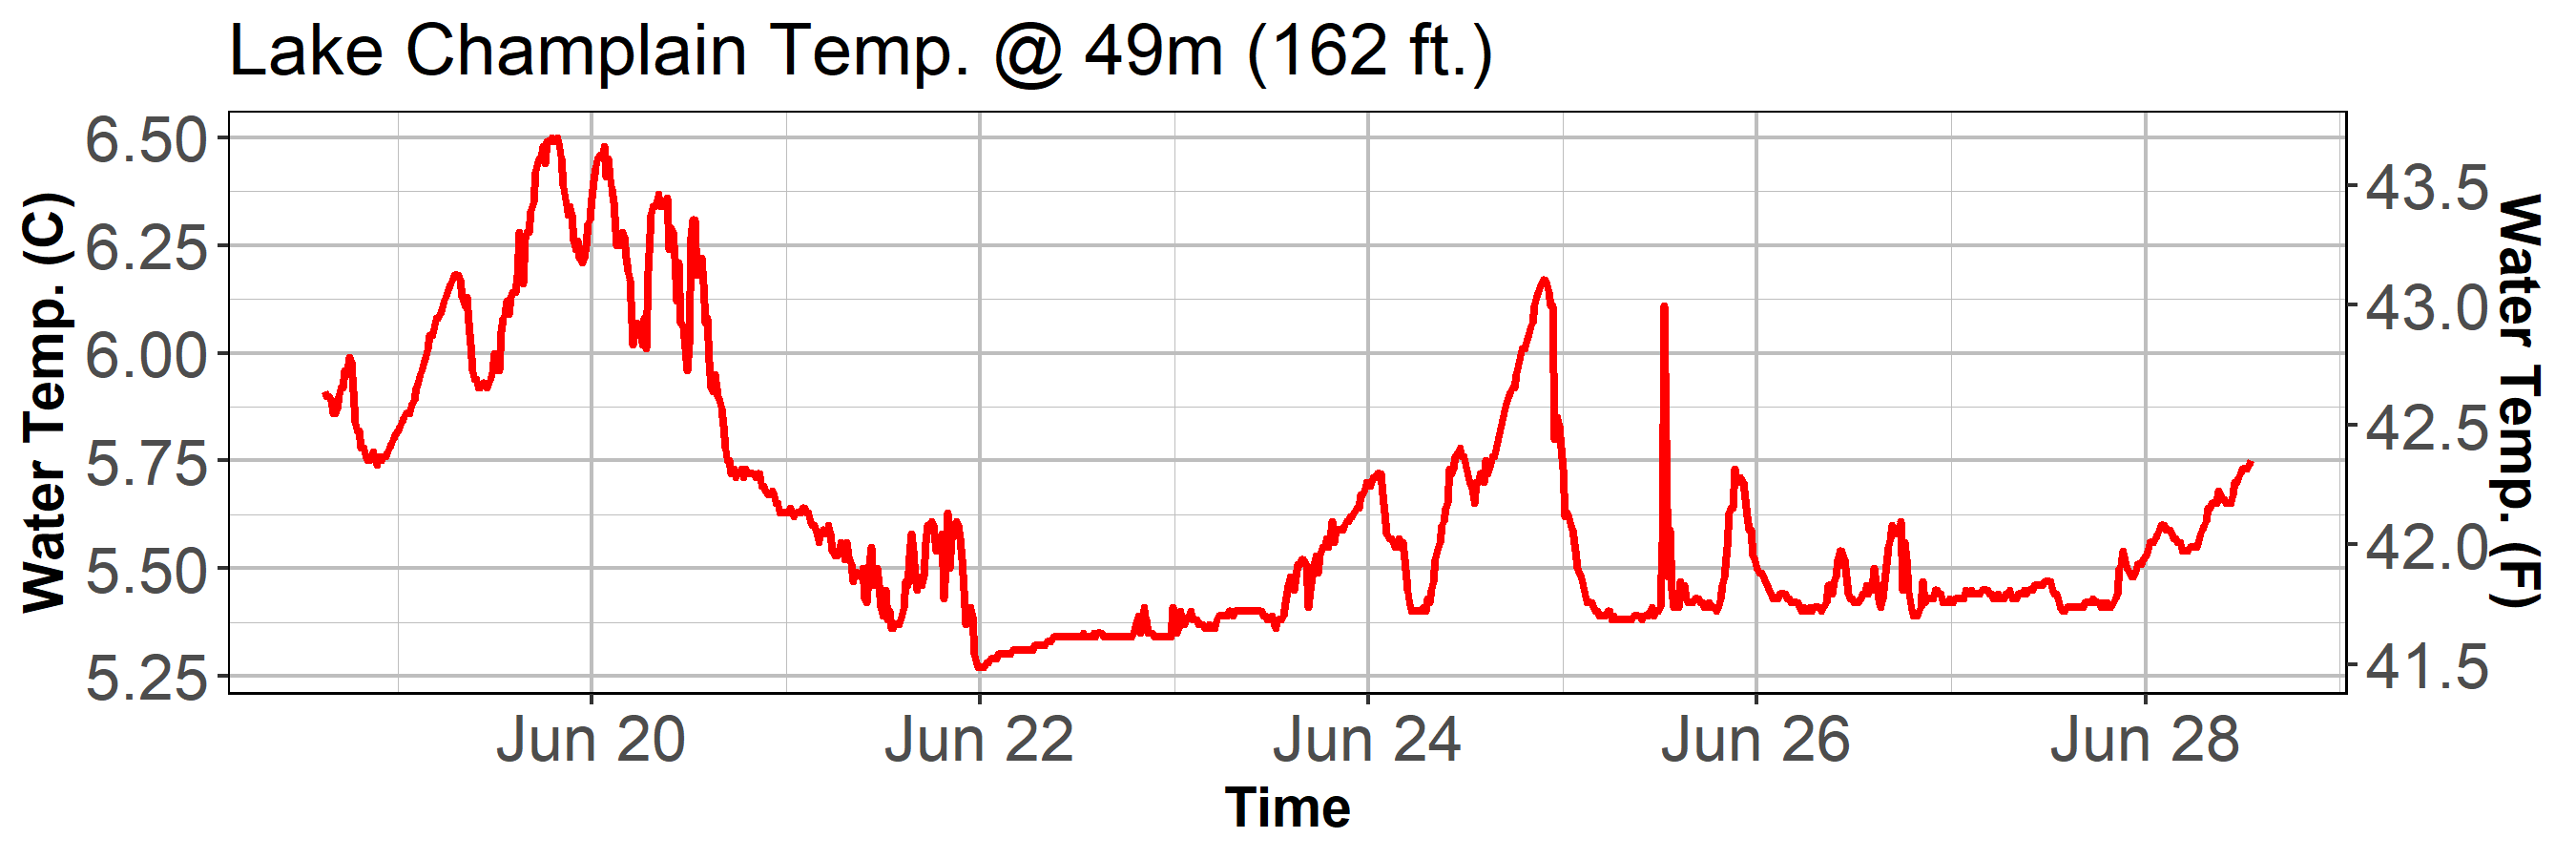 Lake Champlain Temp. @ 49m (162 ft.)
Water Temp. (C)
6.50
6.25
6.00
5.75
5.50
5.25
43.5
43.0
42.5
42.0
41.5
Water Temp. (F)
Jun 20 Jun 22 Jun 24 Jun 26 Jun 28
Time